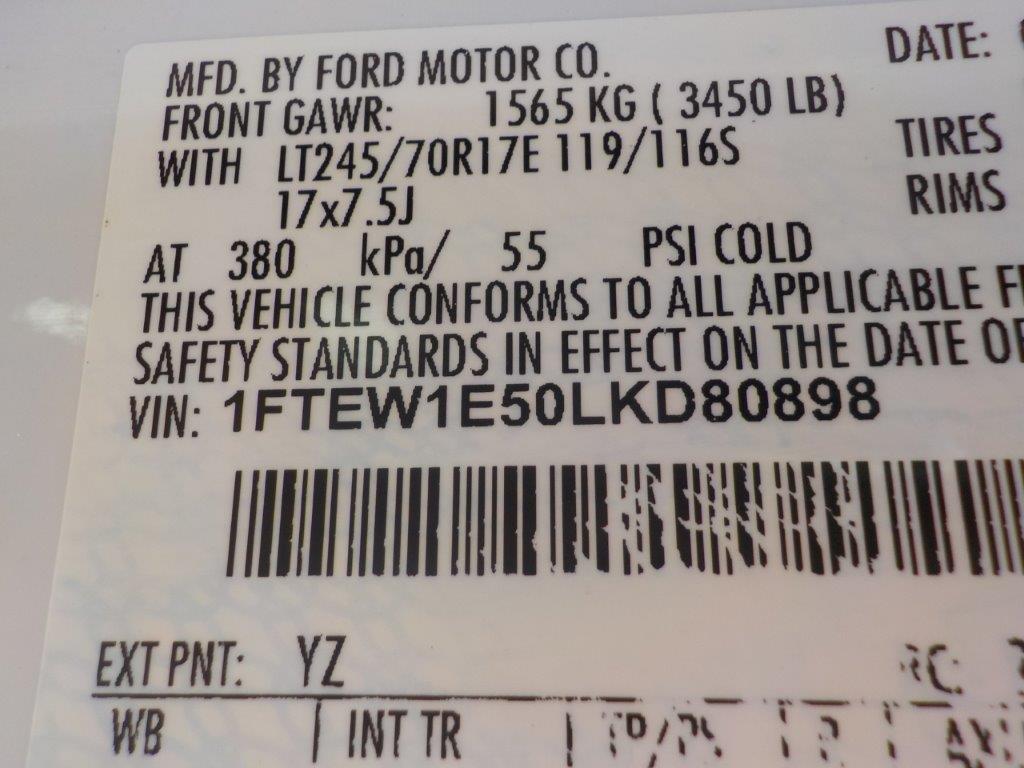 MFD. BY FORD MOTOR CO. DATE:
FRONT GAWR: 1565 KG ( 3450 LB)
WITH LT245/70R17E 119/116S TIRES
17x7.5J RIMS
AT 380 kPa/ 55 PSI COLD
THIS VEHICLE CONFORMS TO ALL APPLICABLE
SAFETY STANDARDS IN EFFECT ON THE DATE
VIN: 1FTEW1E50LKD80898
EXT PNT: YZ
WB INT TR